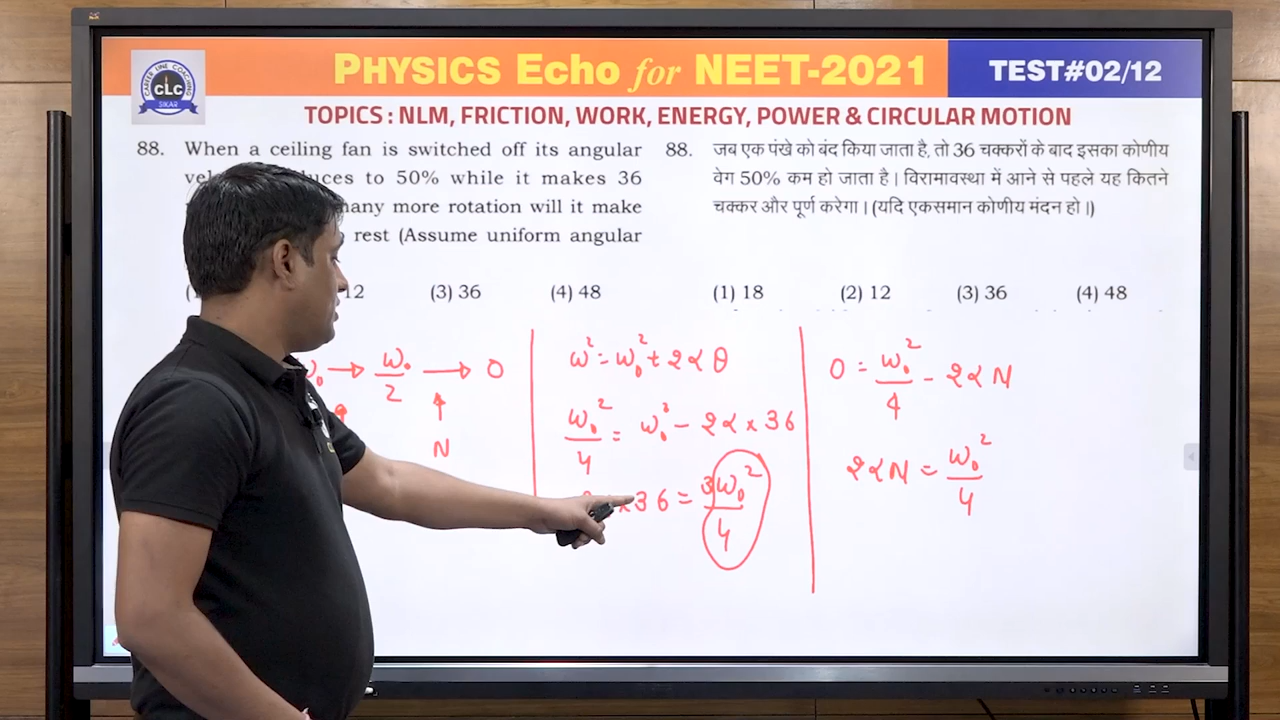 CAREER LINE COACHING
CLC
SIKAR
PHYSICS Echo for NEET-2021
TEST#02/12
TOPICS : NLM, FRICTION, WORK, ENERGY, POWER & CIRCULAR MOTION
88. When a ceiling fan is switched off its angular
to 50% while it makes 36
many more rotation will it make
rest (Assume uniform angular
12 (3) 36 (4) 48
88. जब एक पंखे को बंद किया जाता है, तो 36 चक्करों के बाद इसका कोणीय
वेग 50% कम हो जाता है। विरामावस्था में आने से पहले यह कितने
चक्कर और पूर्ण करेगा। (यदि एकसमान कोणीय मंदन हो।)
(1) 18 (2) 12 (3) 36 (4) 48
→ ω₀/2 → 0
↑
N
ω² = ω₀² + 2αθ
ω₀²/4 = ω₀² - 2α × 36
×36 = 3ω₀²/4
0 = ω₀²/4 - 2αN
2αN = ω₀²/4